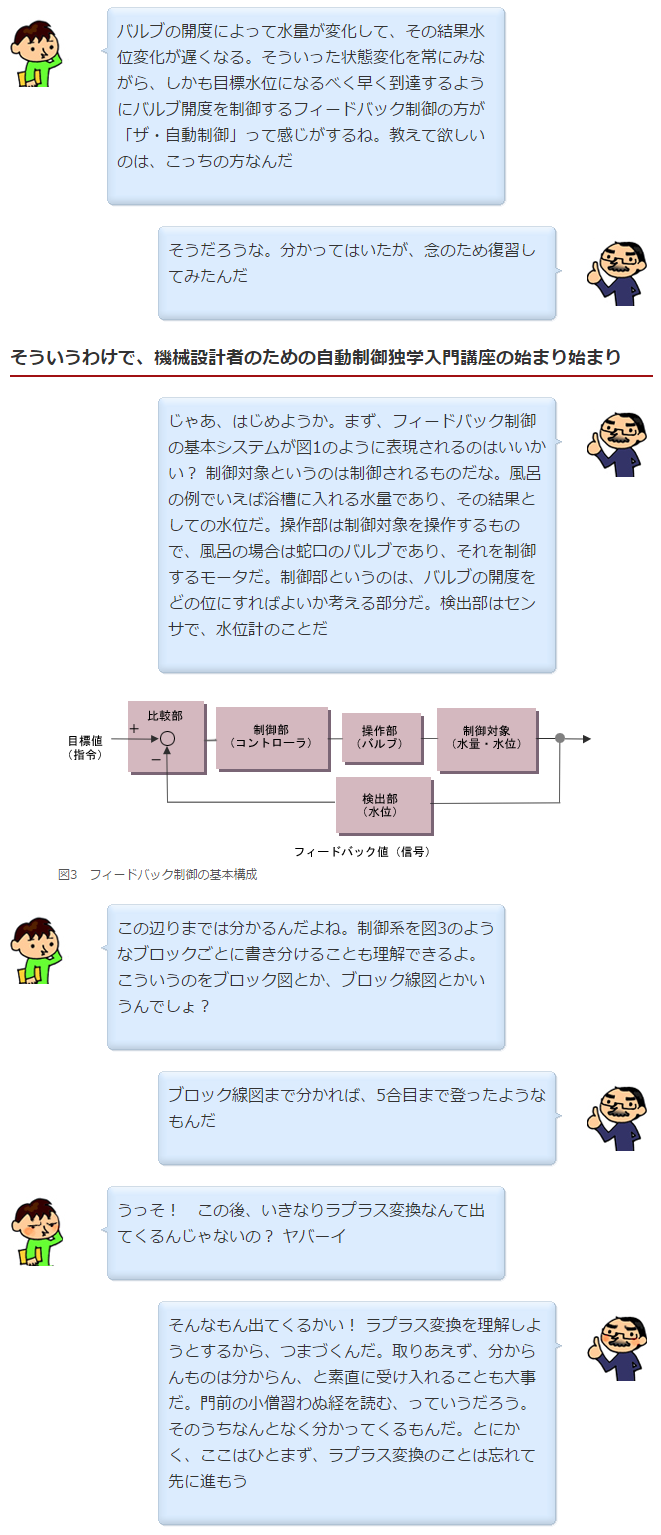 バルブの開度によって水量が変化して、その結果水
位変化が遅くなる。そういった状態変化を常にみな
がら、しかも目標水位になるべく早く到達するよう
にバルブ開度を制御するフィードバック制御の方が
「ザ・自動制御」って感じがするね。教えて欲しい
のは、こっちの方なんだ
そうだろうな。分かってはいたが、念のため復習し
てみたんだ
そういうわけで、機械設計者のための自動制御独学入門講座の始まり始まり
じゃあ、はじめようか。まず、フィードバック制御
の基本システムが図1のように表現されるのはいいか
い？ 制御対象というのは制御されるものだな。風呂
の例でいえば浴槽に入れる水量であり、その結果と
しての水位だ。操作部は制御対象を操作するもの
で、風呂の場合は蛇口のバルブであり、それを制御
するモータだ。制御部というのは、バルブの開度を
どの位にすればよいか考える部分だ。検出部はセン
サで、水位計のことだ
目標値
（指令）
+
−
比較部
制御部
（コントローラ）
操作部
（バルブ）
制御対象
（水量・水位）
検出部
（水位）
フィードバック値（信号）
図3　フィードバック制御の基本構成
この辺りまでは分かるんだよね。制御系を図3のよう
なブロックごとに書き分けることも理解できるよ。
こういうのをブロック図とか、ブロック線図とかい
うんでしょ？
ブロック線図まで分かれば、5合目まで登ったような
もんだ
うっそ！　この後、いきなりラプラス変換なんて出
てくるんじゃないの？ ヤバーイ
そんなもん出てくるかい！ ラプラス変換を理解しよ
うとするから、つまづくんだ。取りあえず、分から
んものは分からん、と素直に受け入れることも大事
だ。門前の小僧習わぬ経を読む、っていうだろう。
そのうちなんとなく分かってくるもんだ。とにか
く、ここはひとまず、ラプラス変換のことは忘れて
先に進もう